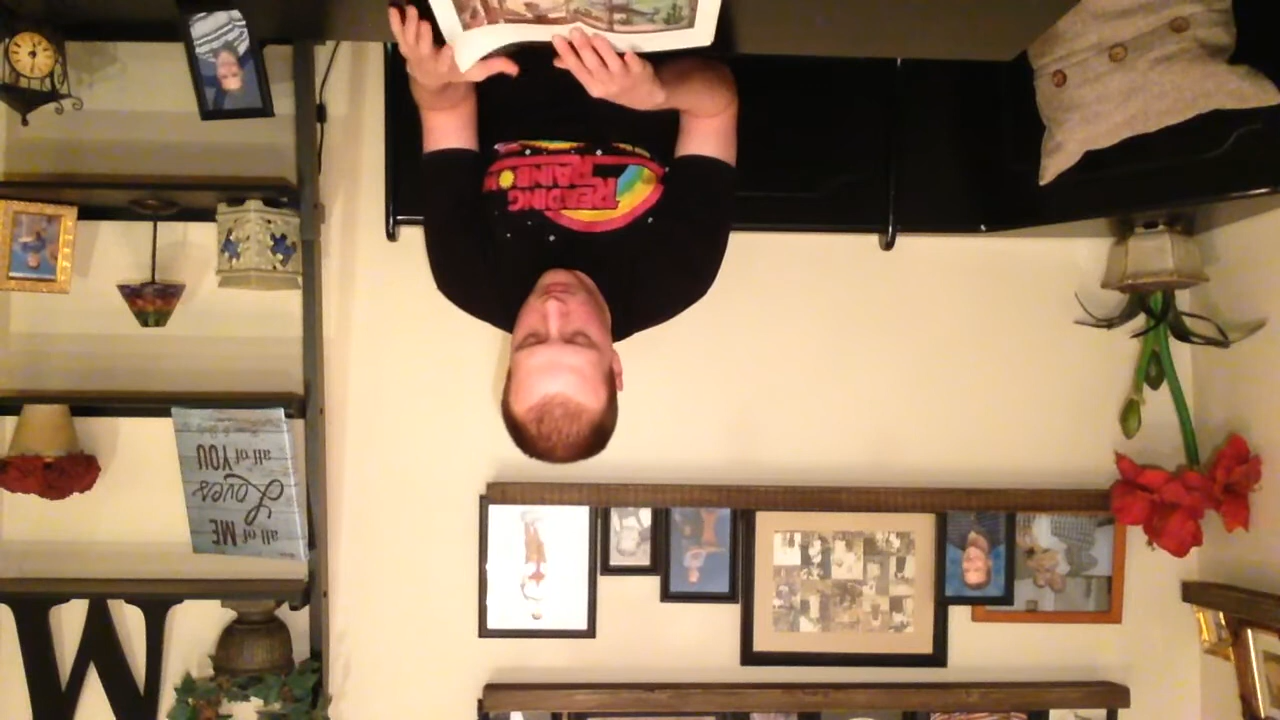 READING
RAINBOW
all of ME
Loves
all of YOU
M